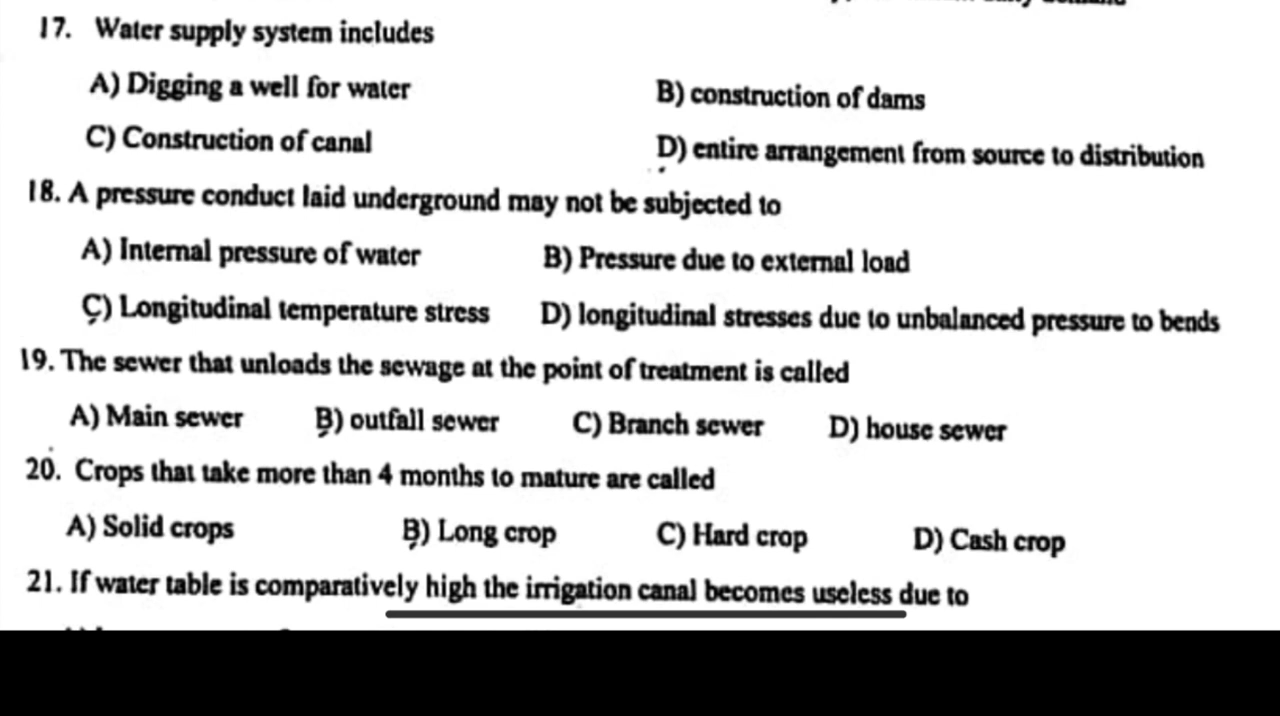 17. Water supply system includes
A) Digging a well for water B) construction of dams
C) Construction of canal D) entire arrangement from source to distribution
18. A pressure conduct laid underground may not be subjected to
A) Internal pressure of water B) Pressure due to external load
C) Longitudinal temperature stress D) longitudinal stresses due to unbalanced pressure to bends
19. The sewer that unloads the sewage at the point of treatment is called
A) Main sewer B) outfall sewer C) Branch sewer D) house sewer
20. Crops that take more than 4 months to mature are called
A) Solid crops B) Long crop C) Hard crop D) Cash crop
21. If water table is comparatively high the irrigation canal becomes useless due to